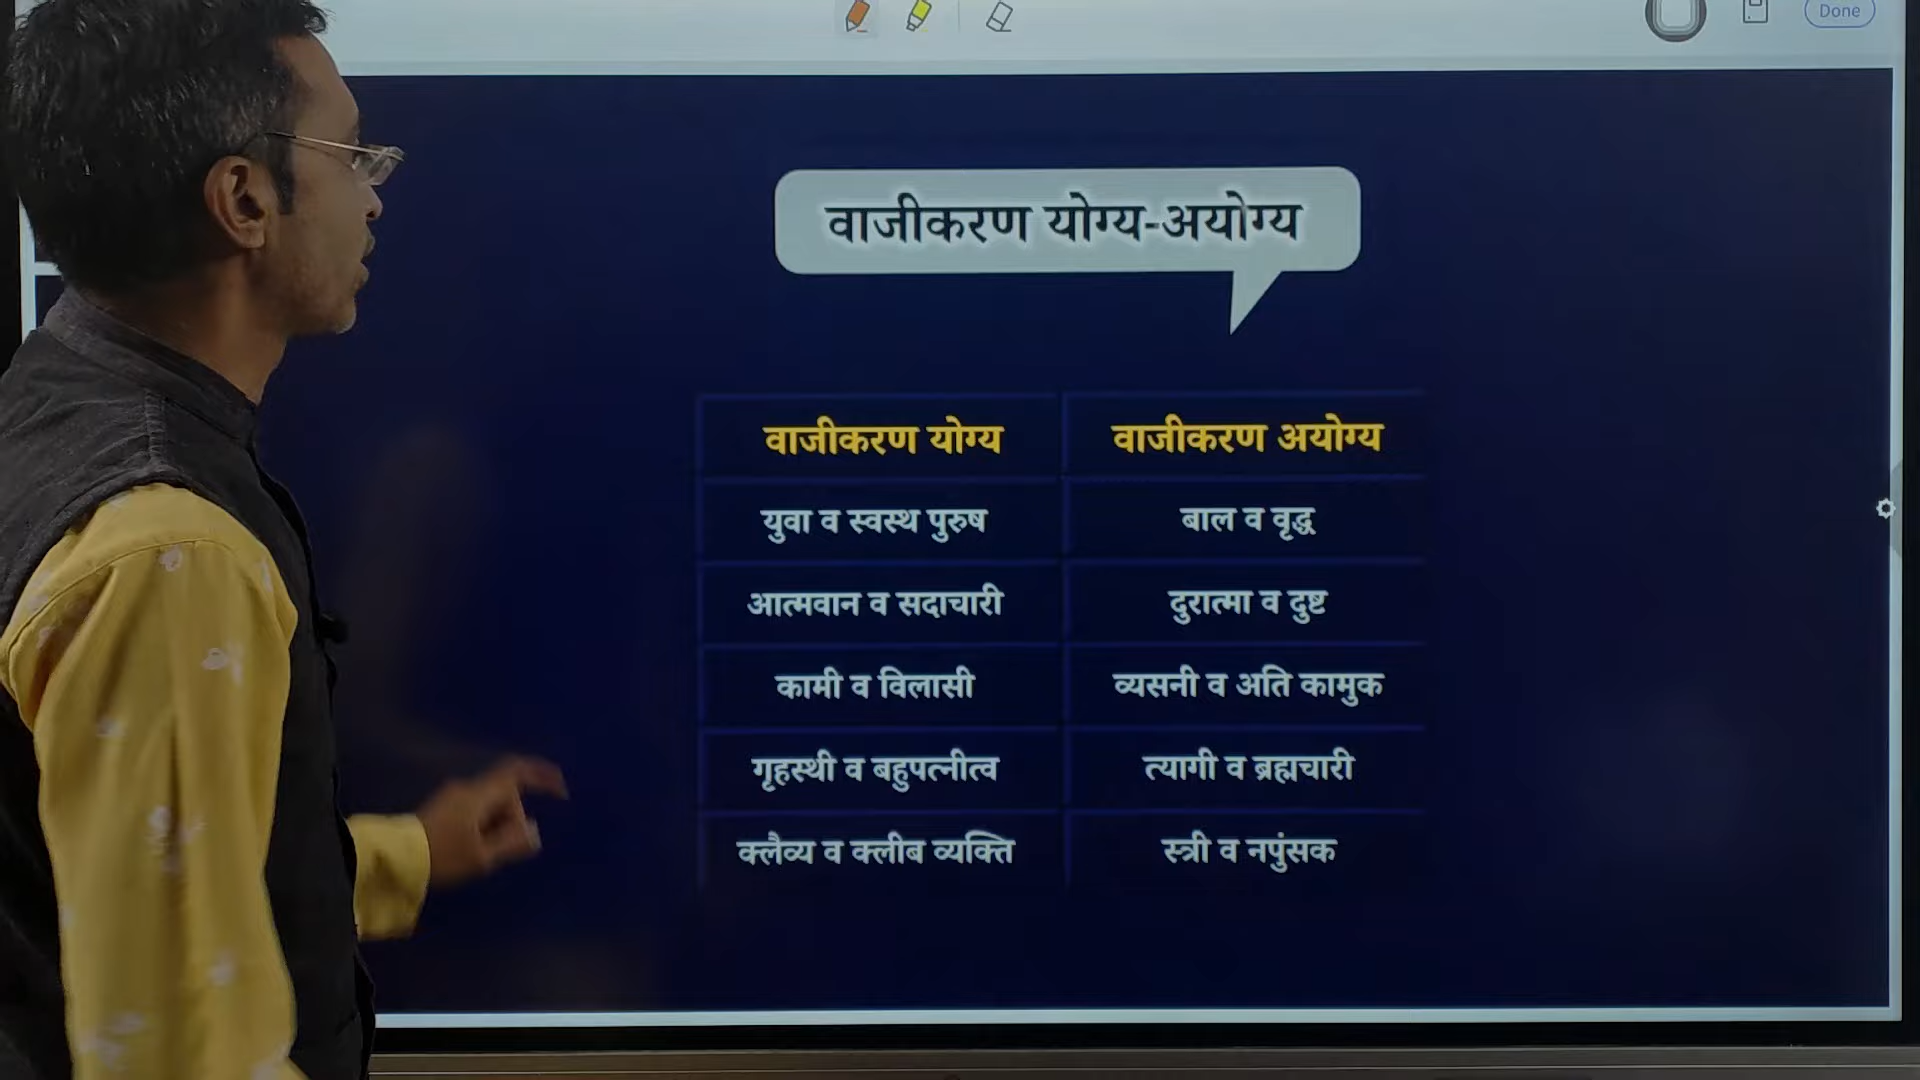 Done
वाजीकरण योग्य-अयोग्य
वाजीकरण योग्य वाजीकरण अयोग्य
युवा व स्वस्थ पुरुष बाल व वृद्ध
आत्मवान व सदाचारी दुरात्मा व दुष्ट
कामी व विलासी व्यसनी व अति कामुक
गृहस्थी व बहुपत्नीत्व त्यागी व ब्रह्मचारी
क्लैव्य व क्लीब व्यक्ति स्त्री व नपुंसक